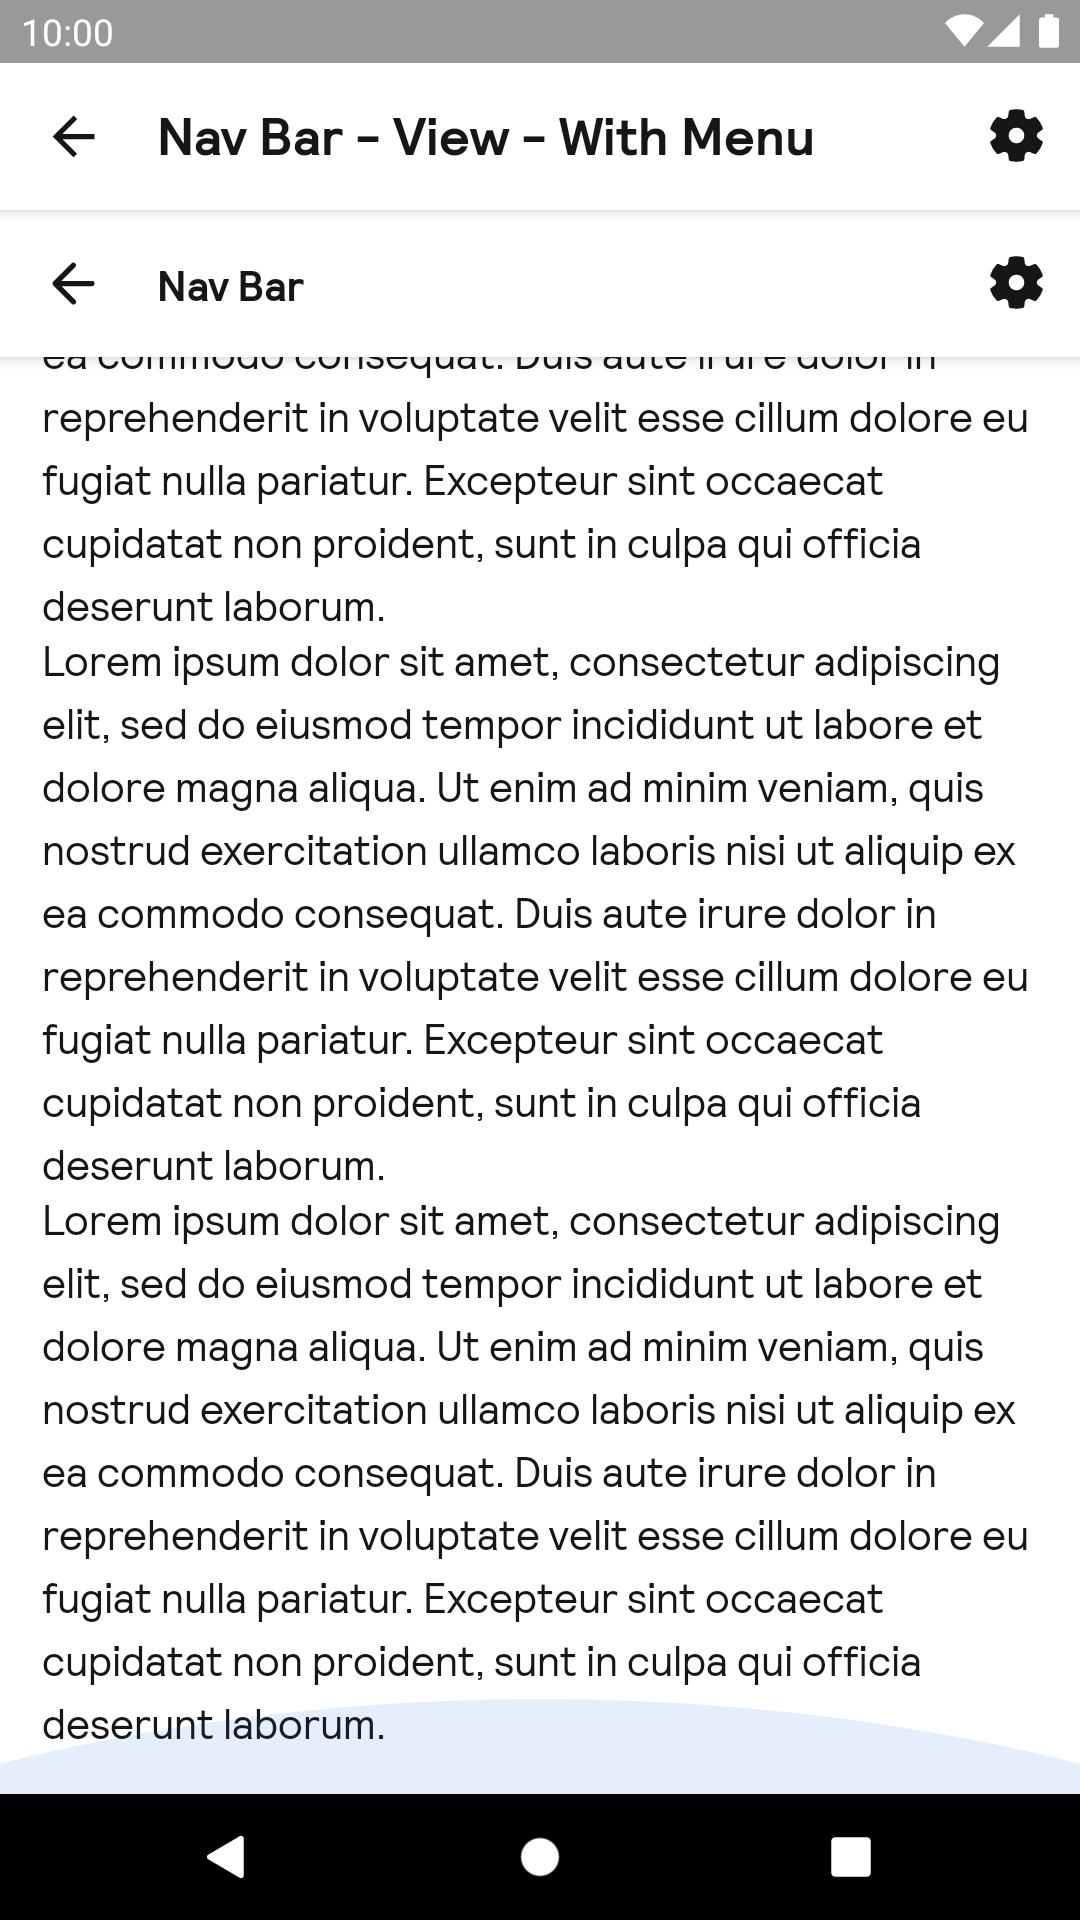 10:00
Nav Bar - View - With Menu
Nav Bar
ea commodo consequat. Duis aute irure dolor in
reprehenderit in voluptate velit esse cillum dolore eu
fugiat nulla pariatur. Excepteur sint occaecat
cupidatat non proident, sunt in culpa qui officia
deserunt laborum.
Lorem ipsum dolor sit amet, consectetur adipiscing
elit, sed do eiusmod tempor incididunt ut labore et
dolore magna aliqua. Ut enim ad minim veniam, quis
nostrud exercitation ullamco laboris nisi ut aliquip ex
ea commodo consequat. Duis aute irure dolor in
reprehenderit in voluptate velit esse cillum dolore eu
fugiat nulla pariatur. Excepteur sint occaecat
cupidatat non proident, sunt in culpa qui officia
deserunt laborum.
Lorem ipsum dolor sit amet, consectetur adipiscing
elit, sed do eiusmod tempor incididunt ut labore et
dolore magna aliqua. Ut enim ad minim veniam, quis
nostrud exercitation ullamco laboris nisi ut aliquip ex
ea commodo consequat. Duis aute irure dolor in
reprehenderit in voluptate velit esse cillum dolore eu
fugiat nulla pariatur. Excepteur sint occaecat
cupidatat non proident, sunt in culpa qui officia
deserunt laborum.